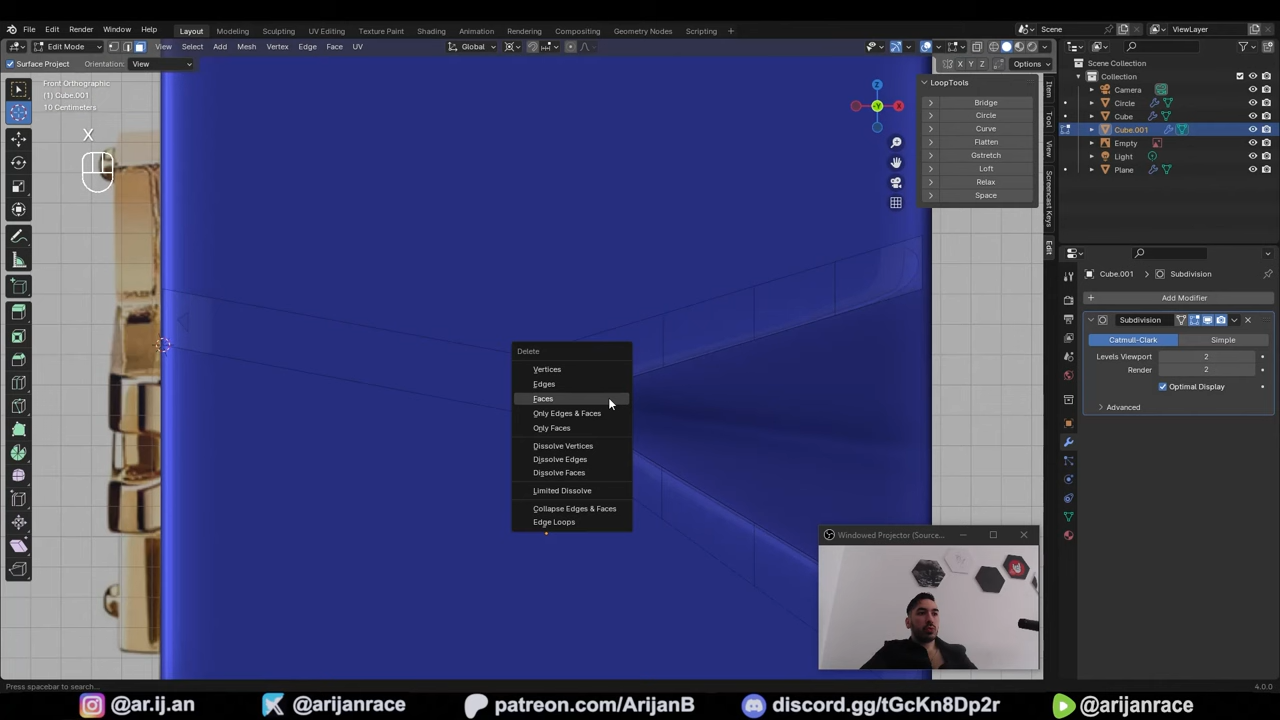 File Edit Render Window Help
Layout Modeling Sculpting UV Editing Texture Paint Shading Animation Rendering Compositing Geometry Nodes Scripting
Scene
ViewLayer
Edit Mode
View Select Add Mesh Vertex Edge Face UV
Global
Surface Project
Orientation:
View
X Y Z
Options
Front Orthographic
(1) Cube.001
10 Centimeters
X
Z
X
Y
LoopTools
Bridge
Circle
Curve
Flatten
Gstretch
Loft
Relax
Space
Item
Tool
View
Screencast Keys
Edit
Scene Collection
Collection
Camera
Circle
Cube
Cube.001
Empty
Light
Plane
Cube.001
Subdivision
Add Modifier
Subdivision
Catmull-Clark
Simple
Levels Viewport
2
Render
2
Optimal Display
Advanced
Delete
Vertices
Edges
Faces
Only Edges & Faces
Only Faces
Dissolve Vertices
Dissolve Edges
Dissolve Faces
Limited Dissolve
Collapse Edges & Faces
Edge Loops
Windowed Projector (Source...
Press spacebar to search...
4.0.0
@ar.ij.an
@arijanrace
patreon.com/ArijanB
discord.gg/tGcKn8Dp2r
@arijanrace